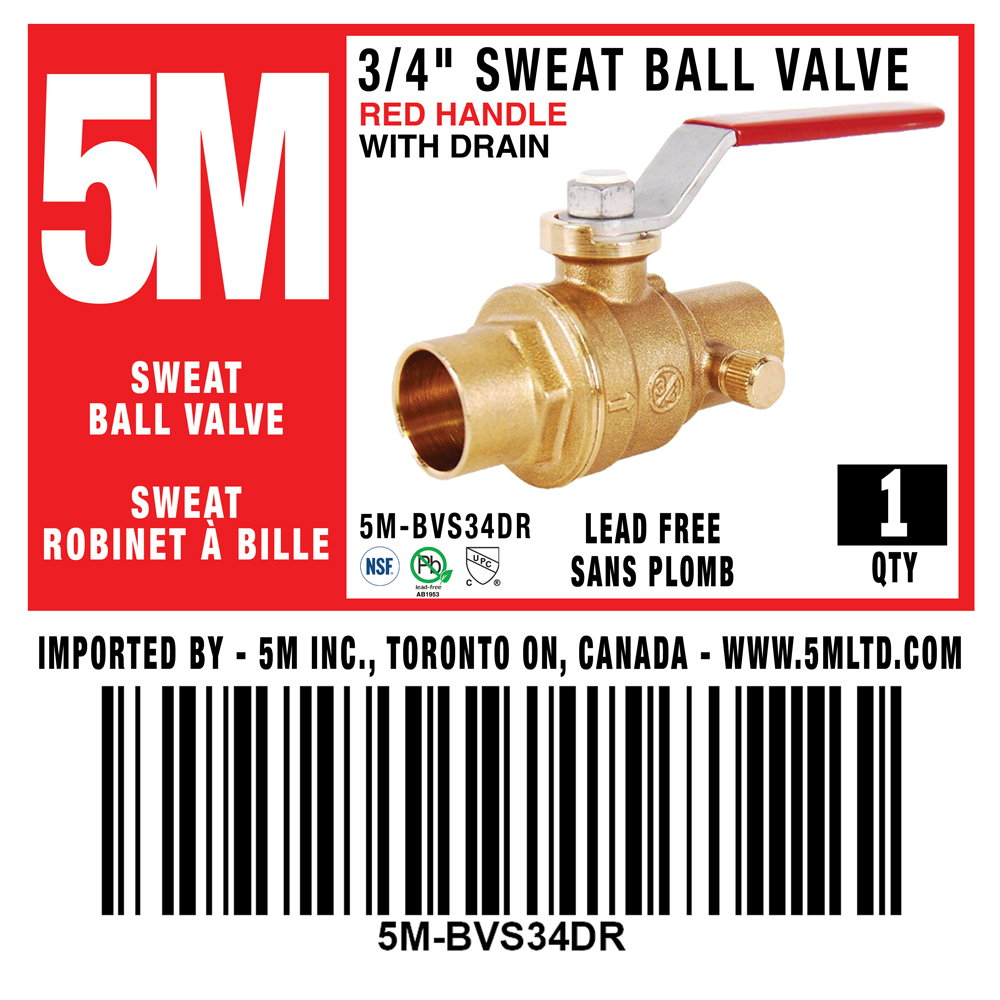 5M
SWEAT
BALL VALVE
SWEAT
ROBINET À BILLE
3/4" SWEAT BALL VALVE
RED HANDLE
WITH DRAIN
1
5M-BVS34DR
NSF
Pb
lead-free
AB1953
UPC
C ®
LEAD FREE
SANS PLOMB
1
QTY
IMPORTED BY - 5M INC., TORONTO ON, CANADA - WWW.5MLTD.COM
5M-BVS34DR